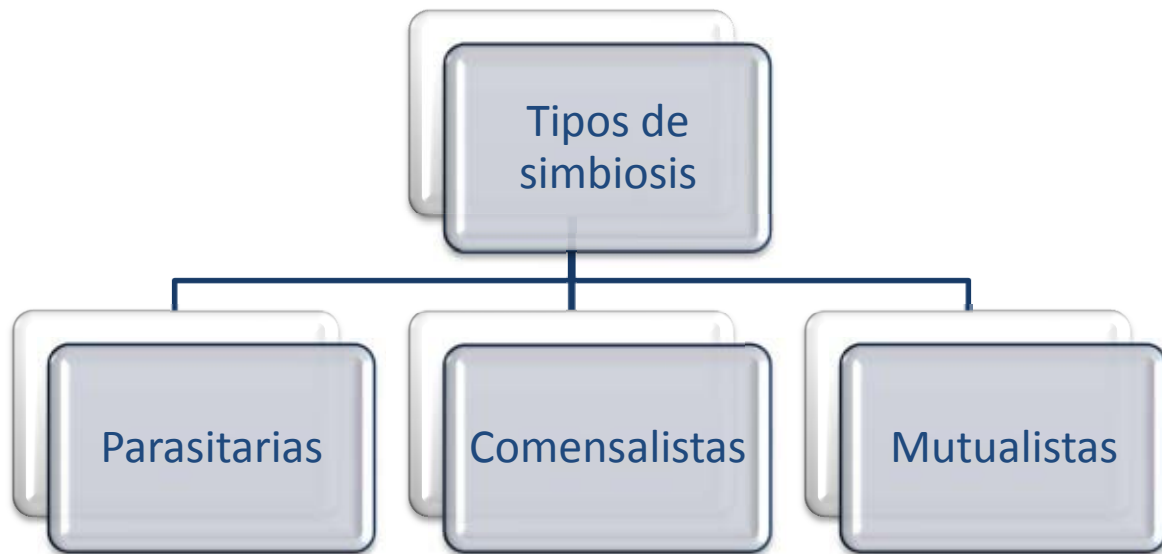 Tipos de
simbiosis
Parasitarias
Comensalistas
Mutualistas